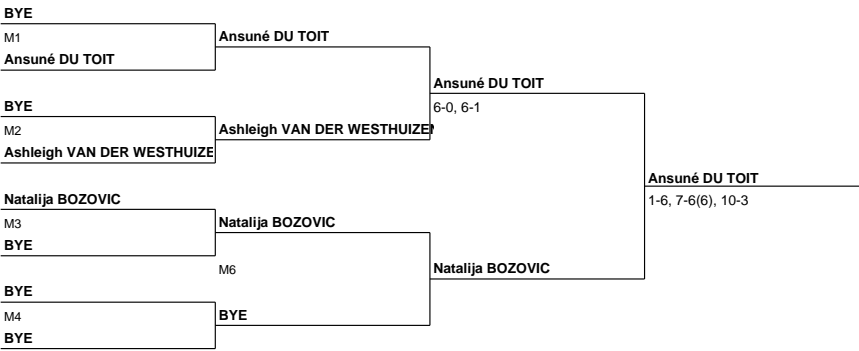 BYE
M1
Ansuné DU TOIT
BYE
M2
Ashleigh VAN DER WESTHUIZE
Natalija BOZOVIC
M3
BYE
BYE
M4
BYE
Ansuné DU TOIT
Ashleigh VAN DER WESTHUIZEN
Natalija BOZOVIC
M6
BYE
Ansuné DU TOIT
6-0, 6-1
Natalija BOZOVIC
Ansuné DU TOIT
1-6, 7-6(6), 10-3